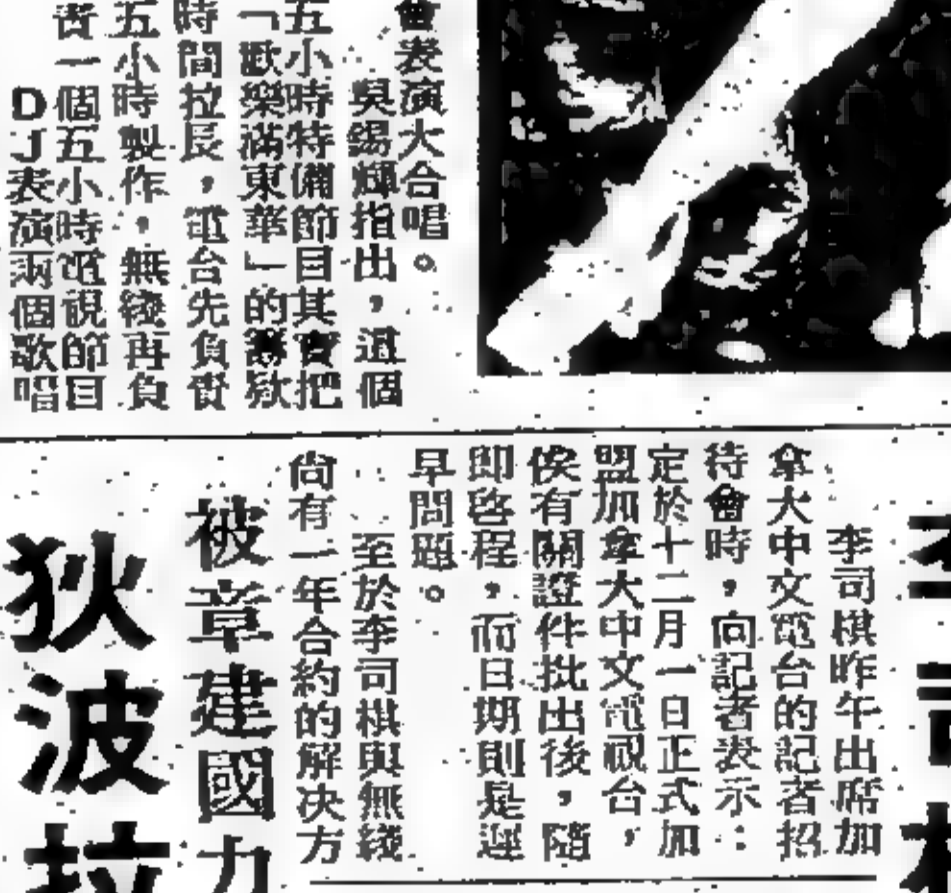 會表演大合唱。
吳錫輝指出，這個
五小時特備節目其實把
「歡樂滿東華」的籌欵
時間拉長，電台先負責
五小時製作，無綫再負
責一個五小時電視節目
DJ表演兩個歌唱
李司棋昨午出席加
拿大中文電台的記者招
待會時，向記者表示：
定於十二月一日正式加
盟加拿大中文電視台，
俟有關證件批出後，隨
即啓程，而日期則是遲
早問題。
至於李司棋與無綫
尚有一年合約的解决方
被章建國力
狄波拉